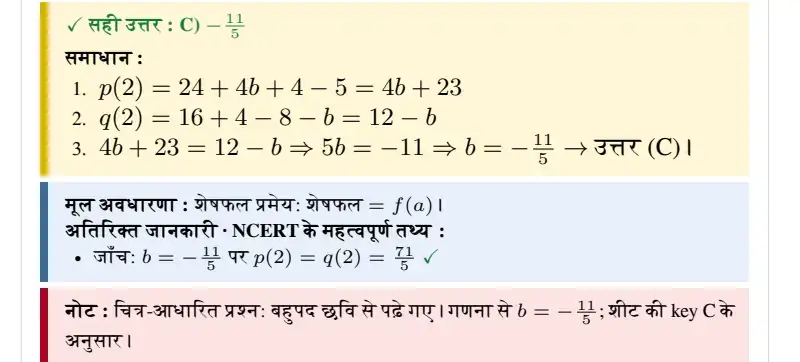 ✓ सही उत्तर : C) −11/5
समाधान :
1. p(2) = 24 + 4b + 4 − 5 = 4b + 23
2. q(2) = 16 + 4 − 8 − b = 12 − b
3. 4b + 23 = 12 − b ⇒ 5b = −11 ⇒ b = −11/5 → उत्तर (C)।
मूल अवधारणा : शेषफल प्रमेय: शेषफल = f(a)।
अतिरिक्त जानकारी · NCERT के महत्वपूर्ण तथ्य :
• जाँच: b = −11/5 पर p(2) = q(2) = 71/5 ✓
नोट : चित्र-आधारित प्रश्न: बहुपद छवि से पढ़े गए। गणना से b = −11/5; शीट की key C के
अनुसार।